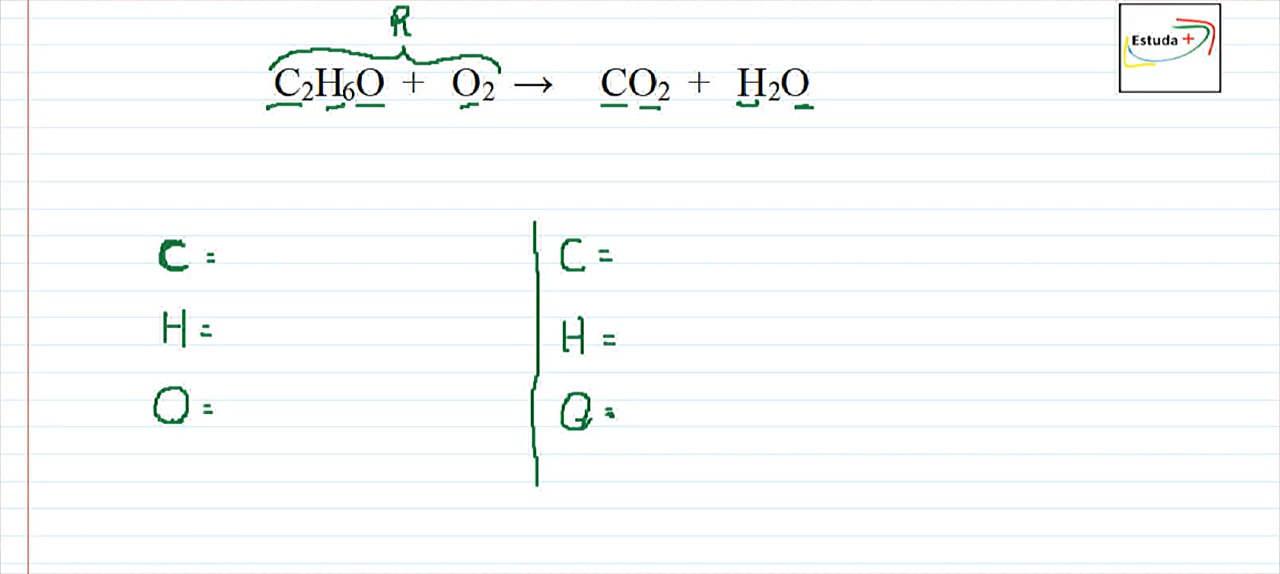 R
Estuda +
C₂H₆O + O₂ → CO₂ + H₂O
C = C =
H = H =
O = O =